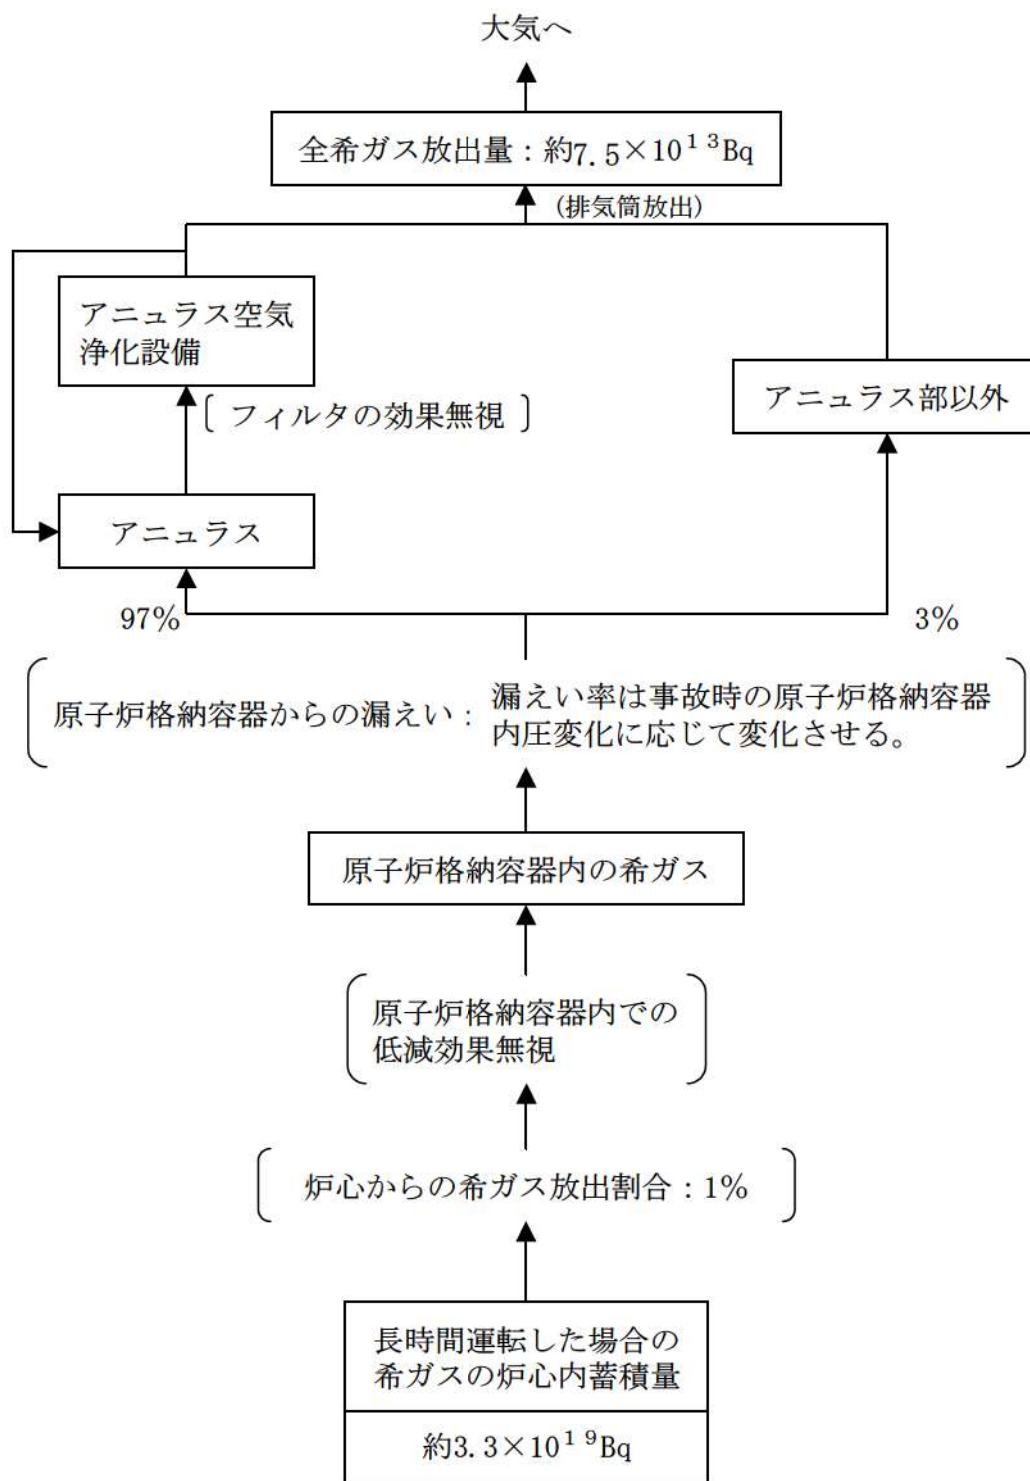 大気へ
全希ガス放出量：約7.5×10¹³Bq
(排気筒放出)
アニュラス空気
浄化設備
〔 フィルタの効果無視 〕
アニュラス部以外
アニュラス
97%
3%
原子炉格納容器からの漏えい：
漏えい率は事故時の原子炉格納容器
内圧変化に応じて変化させる。
原子炉格納容器内の希ガス
原子炉格納容器内での
低減効果無視
炉心からの希ガス放出割合：1%
長時間運転した場合の
希ガスの炉心内蓄積量
約3.3×10¹⁹Bq